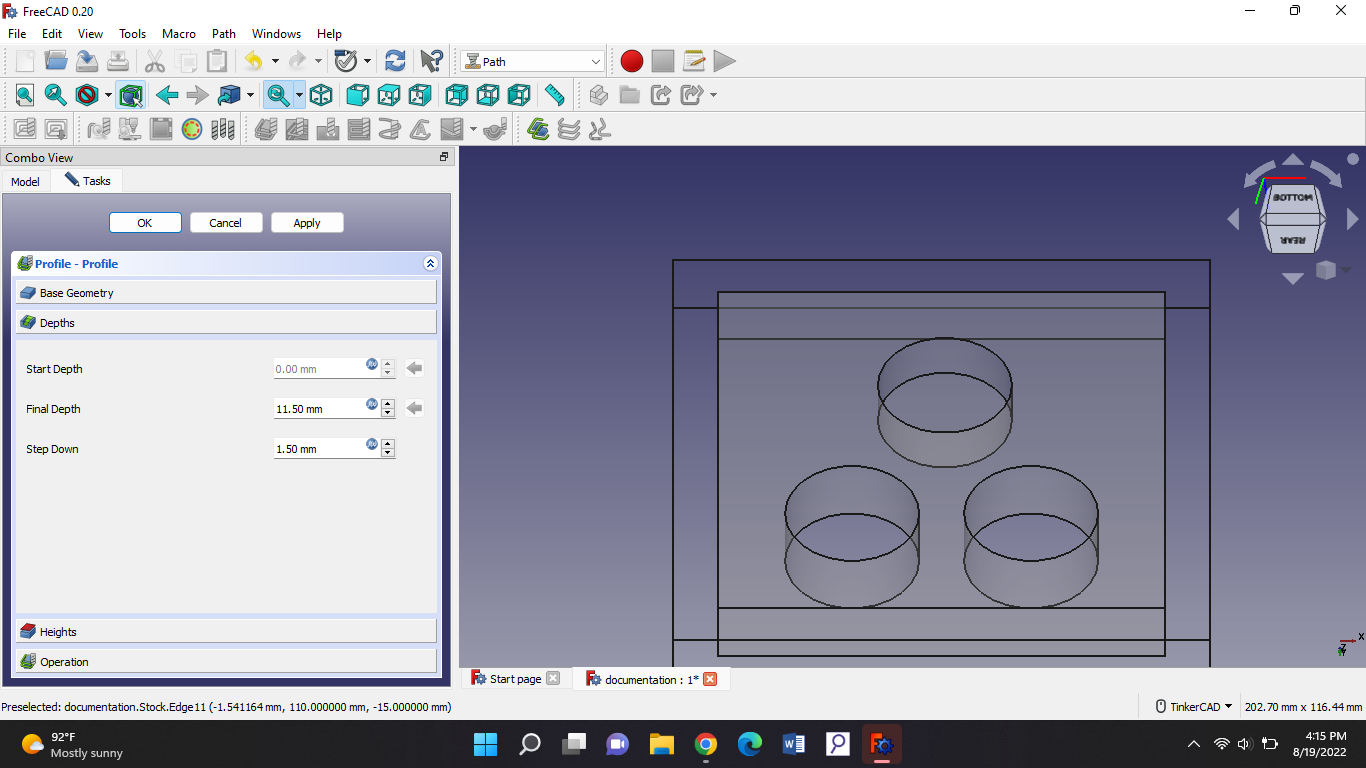 FreeCAD 0.20
File Edit View Tools Macro Path Windows Help
Path
Combo View
Model Tasks
OK Cancel Apply
Profile - Profile
Base Geometry
Depths
Start Depth 0.00 mm
Final Depth 11.50 mm
Step Down 1.50 mm
Heights
Operation
BOTTOM
REAR
X
Z
Y
Start page documentation : 1*
Preselected: documentation.Stock.Edge11 (-1.541164 mm, 110.000000 mm, -15.000000 mm)
TinkerCAD 202.70 mm x 116.44 mm
92°F
Mostly sunny
4:15 PM
8/19/2022